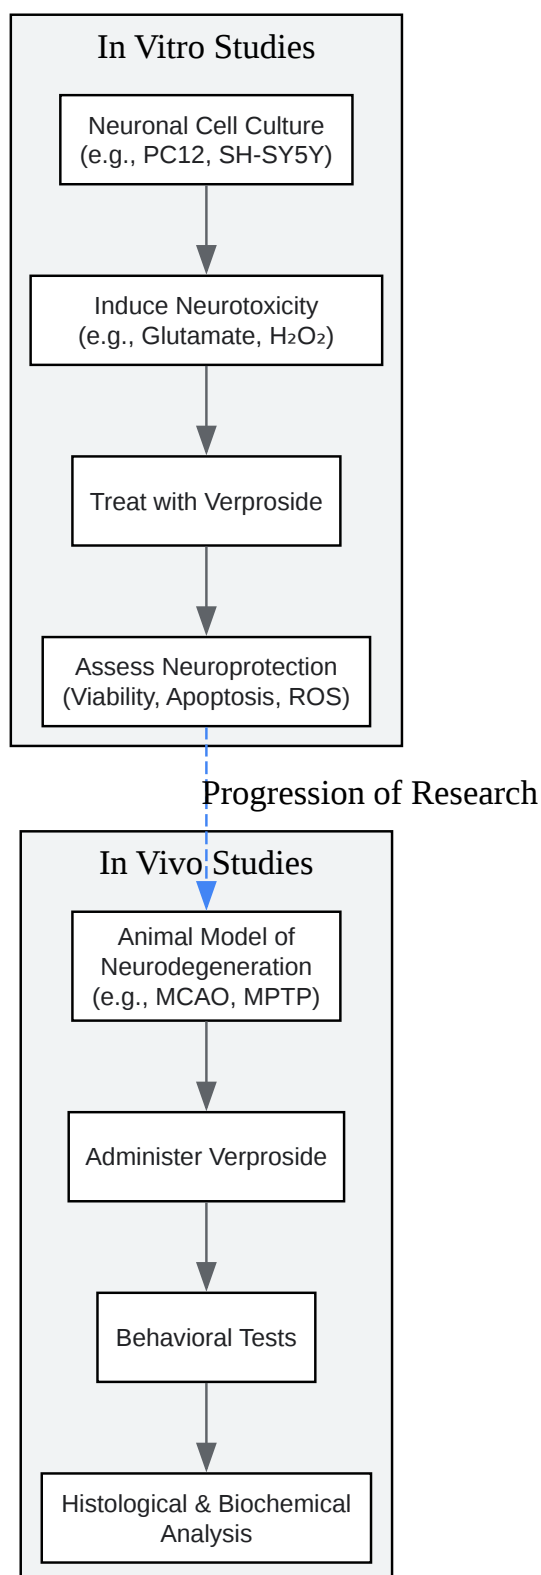 In Vitro Studies
Neuronal Cell Culture
(e.g., PC12, SH-SY5Y)
Induce Neurotoxicity
(e.g., Glutamate, H₂O₂)
Treat with Verproside
Assess Neuroprotection
(Viability, Apoptosis, ROS)
Progression of Research
In Vivo Studies
Animal Model of
Neurodegeneration
(e.g., MCAO, MPTP)
Administer Verproside
Behavioral Tests
Histological & Biochemical
Analysis